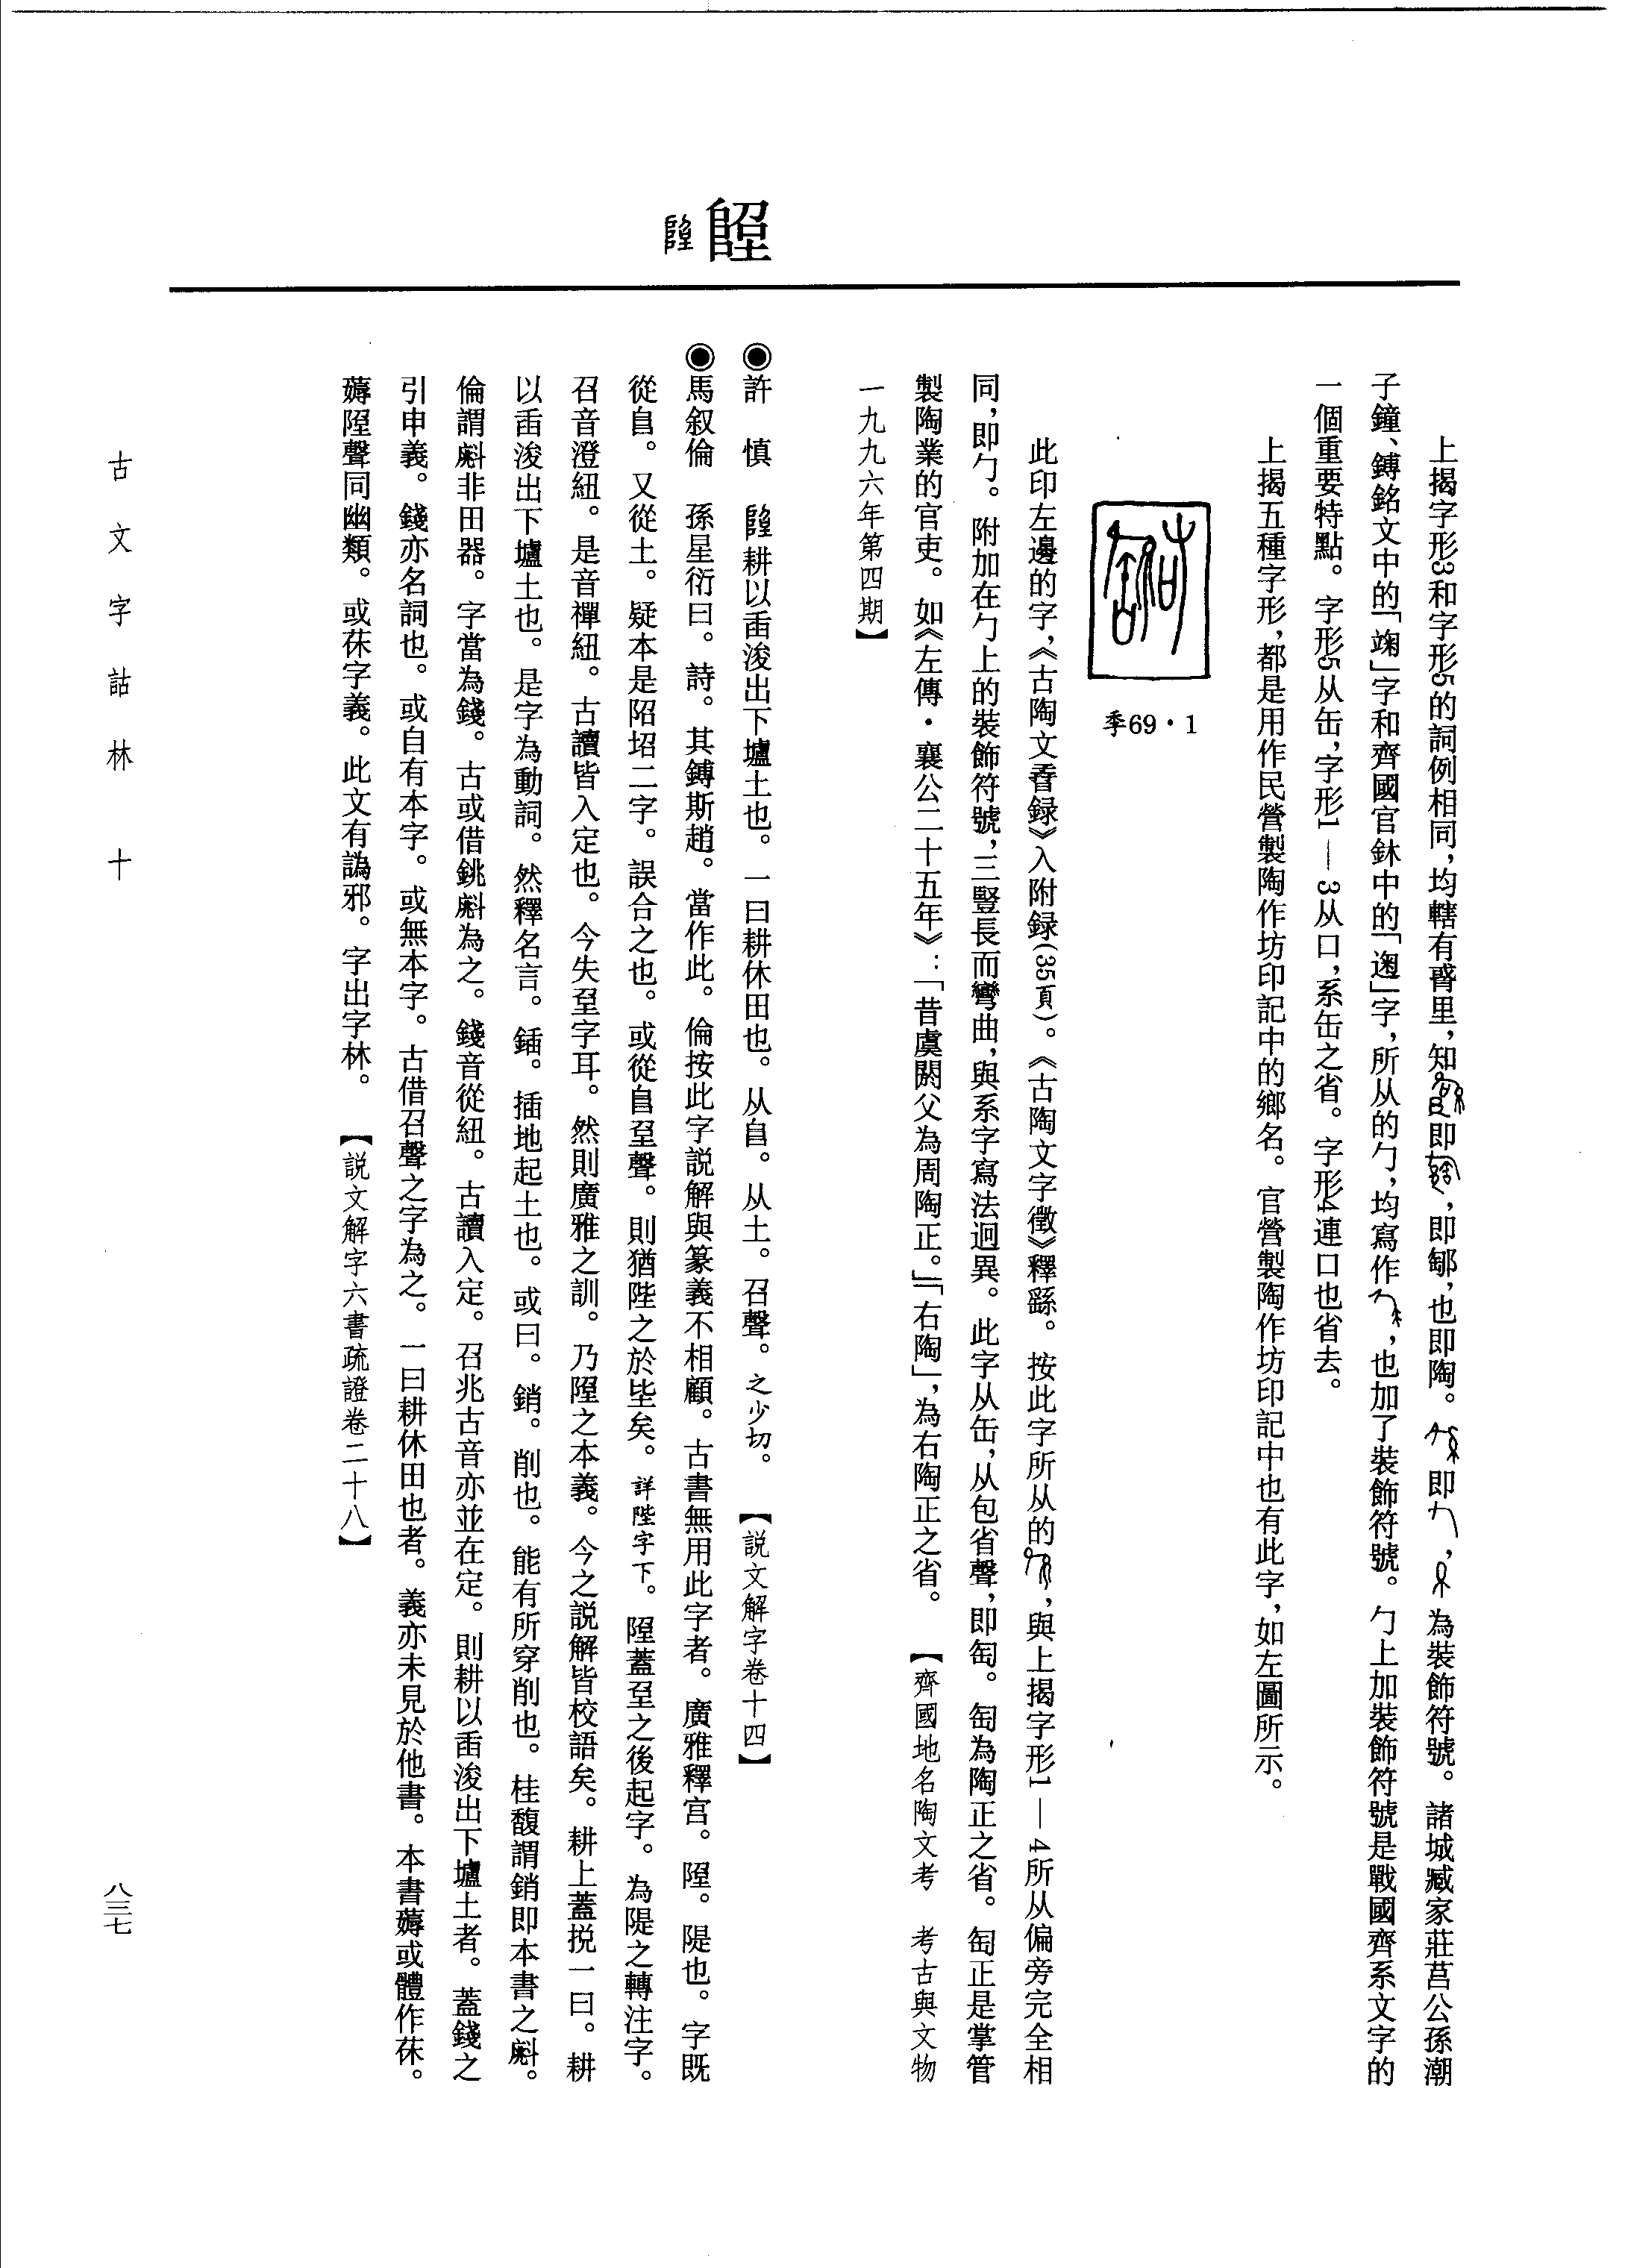 上揭字形3和字形5的詞例相同，均轄有里，知即，即鄥，也即陶。即勹，為裝飾符號。諸城臧家莊莒公孫潮
子鐘、鎛銘文中的「䇔」字和齊國官鉨中的「䢗」字，所从的勹，均寫作，也加了裝飾符號。勹上加裝飾符號是戰國齊系文字的
一個重要特點。字形5从缶，字形1—3从口，系缶之省。字形4連口也省去。
上揭五種字形，都是用作民營製陶作坊印記中的鄉名。官營製陶作坊印記中也有此字，如左圖所示。
季69·1
此印左邊的字，《古陶文孴録》入附録（35頁）。《古陶文字徵》釋繇。按此字所从的，與上揭字形1—4所从偏旁完全相
同，即勹。附加在勹上的裝飾符號，三豎長而彎曲，與系字寫法迥異。此字从缶，从包省聲，即匋。匋為陶正之省。匋正是掌管
製陶業的官吏。如《左傳·襄公二十五年》：「昔虞閼父為周陶正。」「右陶」，為右陶正之省。【齊國地名陶文考　考古與文物
一九九六年第四期】
◉許　慎　耕以臿浚出下壚土也。一曰耕休田也。从𨸏。从土。召聲。之少切。【説文解字卷十四】
◉馬叙倫　孫星衍曰。詩。其鎛斯趙。當作此。倫按此字説解與篆義不相顧。古書無用此字者。廣雅釋宫。𨻳。隄也。字既
從𨸏。又從土。疑本是㕛坧二字。誤合之也。或從𨸏垔聲。則猶陛之於坒矣。詳陛字下。𨻳蓋垔之後起字。為隄之轉注字。
召音澄紐。是音禪紐。古讀皆入定也。今失垔字耳。然則廣雅之訓。乃𨻳之本義。今之説解皆校語矣。耕上蓋挩一曰。耕
以臿浚出下壚土也。是字為動詞。然釋名言。鍤。插地起土也。或曰。銷。削也。能有所穿削也。桂馥謂銷即本書之㪣。
倫謂㪣非田器。字當為錢。古或借銚㪣為之。錢音從紐。古讀入定。召兆古音亦並在定。則耕以臿浚出下壚土者。蓋錢之
引申義。錢亦名詞也。或自有本字。或無本字。古借召聲之字為之。一曰耕休田也者。義亦未見於他書。本書薅或體作茠。
薅𨻳聲同幽類。或茠字義。此文有譌邪。字出字林。【説文解字六書疏證卷二十八】
古文字詁林　十
八三七